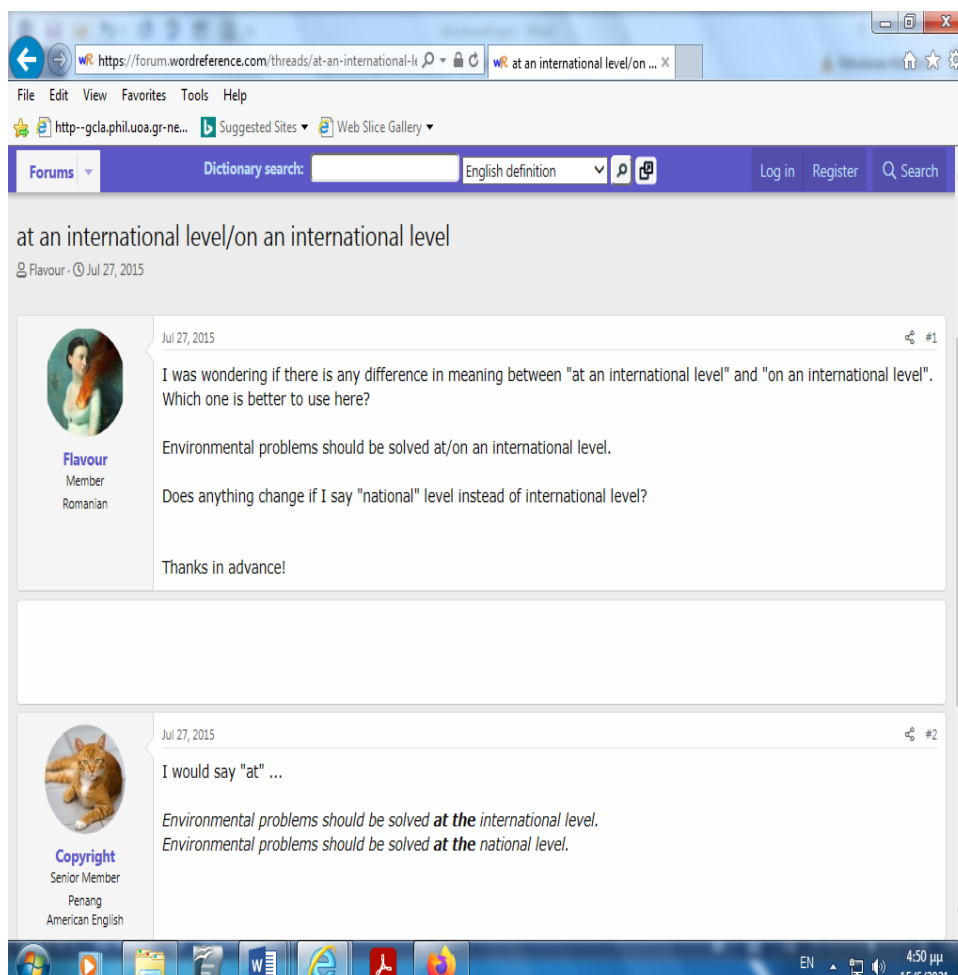 https://forum.wordreference.com/threads/at-an-international-le
wR at an international level/on ... ×
File Edit View Favorites Tools Help
http--gcla.phil.uoa.gr-ne... Suggested Sites ▾ Web Slice Gallery ▾
Forums Dictionary search: English definition Log in Register Search
at an international level/on an international level
Flavour · Jul 27, 2015
Jul 27, 2015 #1
I was wondering if there is any difference in meaning between "at an international level" and "on an international level".
Which one is better to use here?
Environmental problems should be solved at/on an international level.
Flavour
Member
Romanian
Does anything change if I say "national" level instead of international level?
Thanks in advance!
Jul 27, 2015 #2
I would say "at" ...
Environmental problems should be solved at the international level.
Environmental problems should be solved at the national level.
Copyright
Senior Member
Penang
American English
EN 4:50 μμ